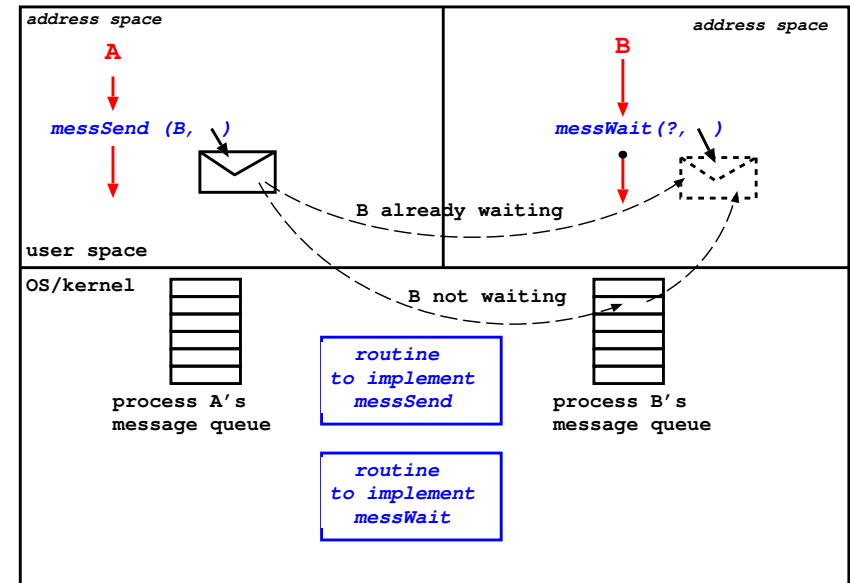 address space
address space
A
B
messSend (B, )
messWait(?, )
B already waiting
user space
OS/kernel
B not waiting
routine
to implement
messSend
process A's
message queue
process B's
message queue
routine
to implement
messWait